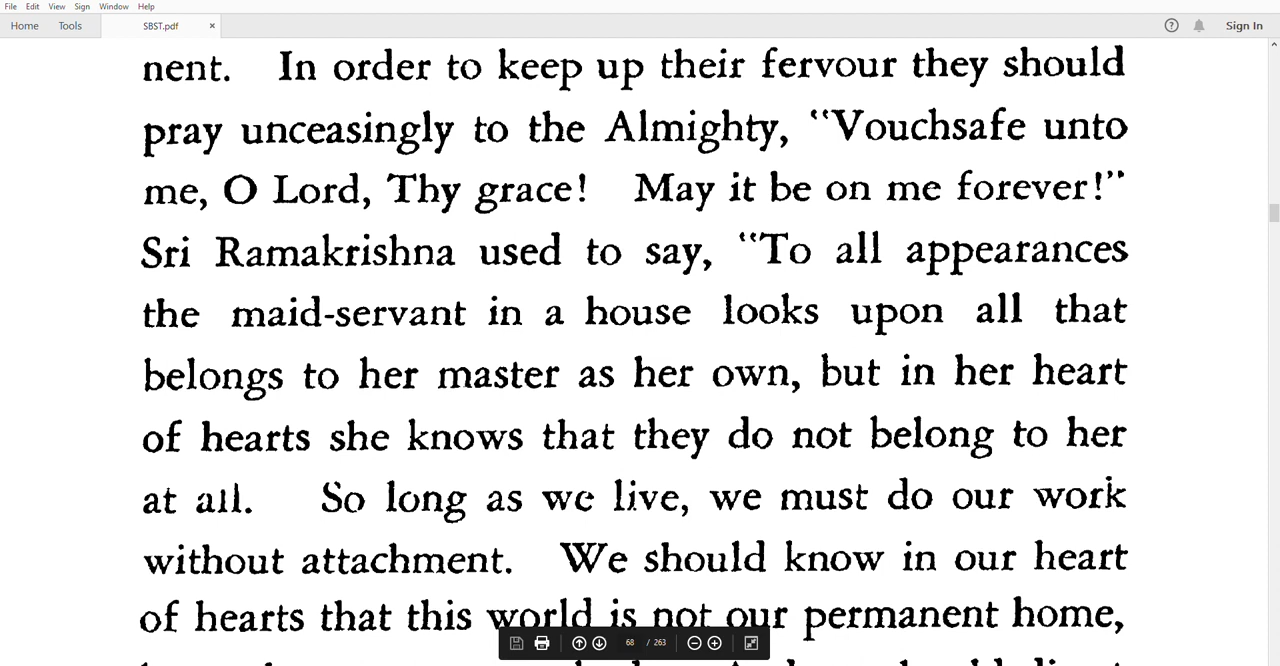 File Edit View Sign Window Help
Home Tools SBST.pdf × ? Sign In
nent. In order to keep up their fervour they should
pray unceasingly to the Almighty, "Vouchsafe unto
me, O Lord, Thy grace! May it be on me forever!"
Sri Ramakrishna used to say, "To all appearances
the maid-servant in a house looks upon all that
belongs to her master as her own, but in her heart
of hearts she knows that they do not belong to her
at all. So long as we live, we must do our work
without attachment. We should know in our heart
of hearts that this world is not our permanent home,
68 / 263